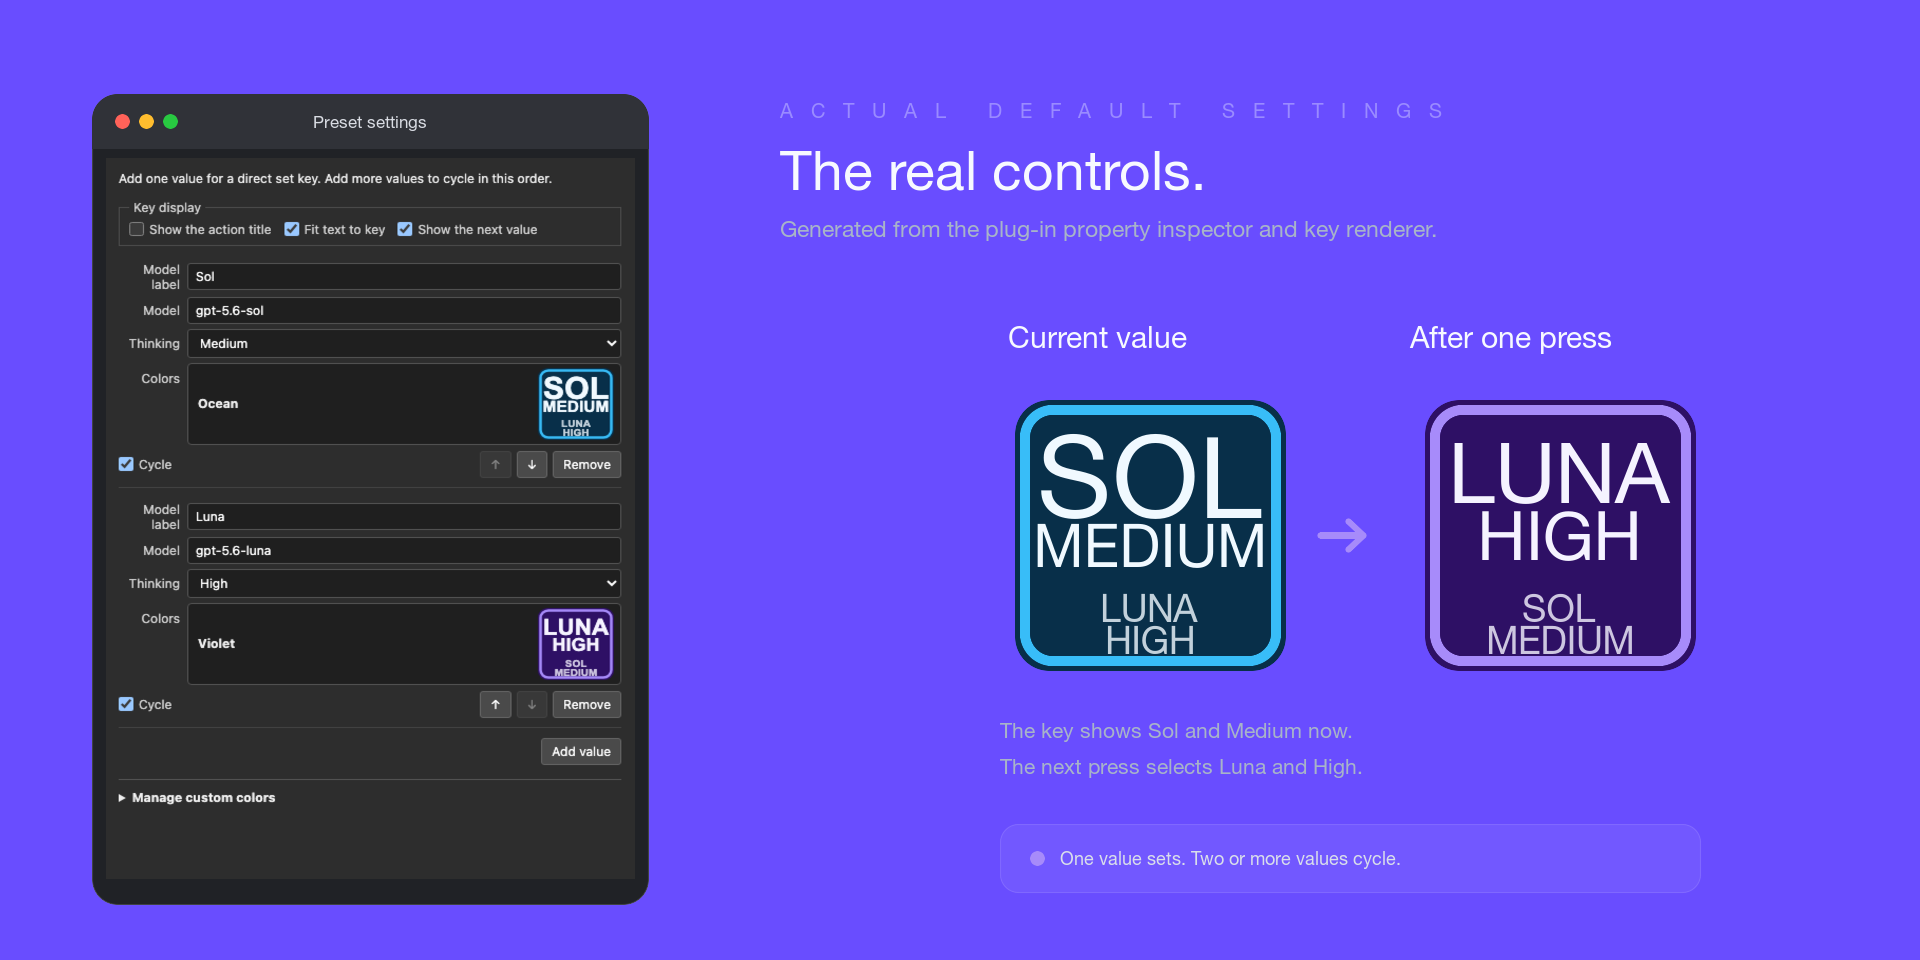 Preset settings
Add one value for a direct set key. Add more values to cycle in this order.
Key display
Show the action title
Fit text to key
Show the next value
Model label
Sol
Model
gpt-5.6-sol
Thinking
Medium
Colors
Ocean
SOL
MEDIUM
LUNA
HIGH
Cycle
↑
↓
Remove
Model label
Luna
Model
gpt-5.6-luna
Thinking
High
Colors
Violet
LUNA
HIGH
SOL
MEDIUM
Cycle
↑
↓
Remove
Add value
Manage custom colors
ACTUAL DEFAULT SETTINGS
The real controls.
Generated from the plug-in property inspector and key renderer.
Current value
After one press
SOL
MEDIUM
LUNA
HIGH
LUNA
HIGH
SOL
MEDIUM
The key shows Sol and Medium now.
The next press selects Luna and High.
One value sets. Two or more values cycle.